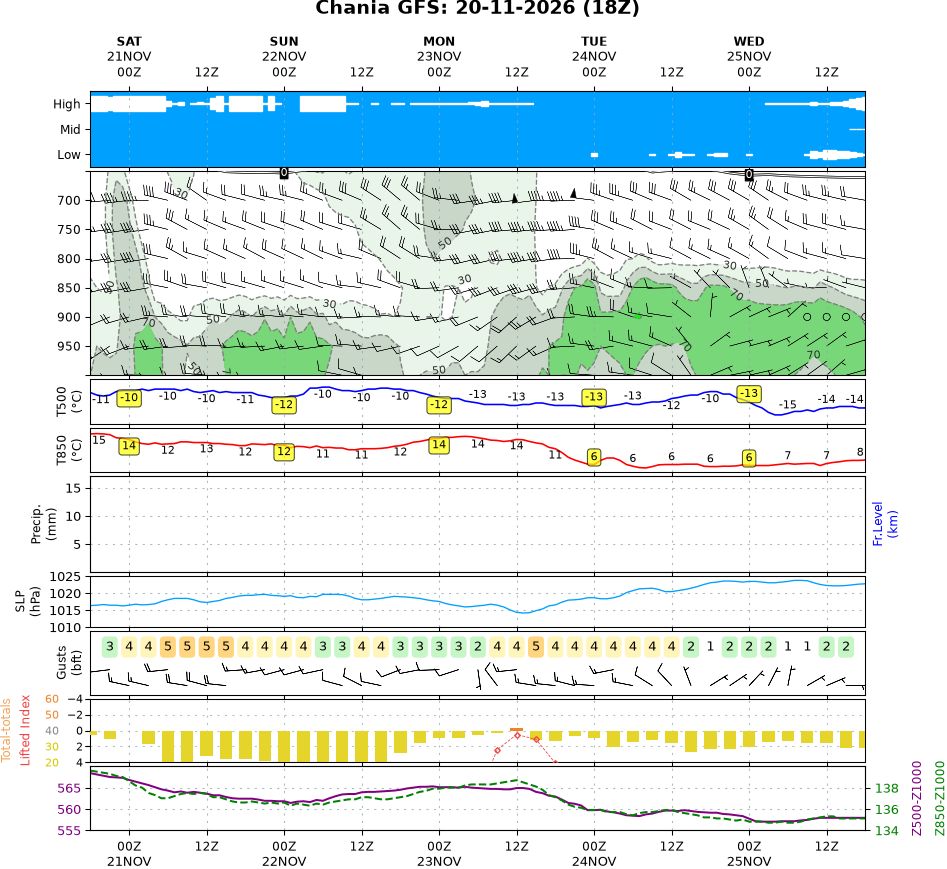 Chania GFS: 20-11-2026 (18Z)
SAT SUN MON TUE WED
21NOV 22NOV 23NOV 24NOV 25NOV
00Z 12Z 00Z 12Z 00Z 12Z 00Z 12Z 00Z 12Z
High
Mid
Low
0 0
700
750
800
850
900
950
30 50 30 30 50 30 50 70 50 70 50 70 70
T500 (°C)
-11 -10 -10 -10 -11 -12 -10 -10 -10 -12 -13 -13 -13 -13 -13 -12 -10 -13 -15 -14 -14
T850 (°C)
15 14 12 13 12 12 11 11 12 14 14 14 11 6 6 6 6 6 7 7 8
Precip. (mm)
15
10
5
Fr.Level (km)
SLP (hPa)
1025
1020
1015
1010
Gusts (bft)
3 4 4 5 5 5 5 4 4 4 4 3 3 4 4 3 3 3 3 2 4 4 5 4 4 4 4 4 4 4 2 1 2 2 2 1 1 2 2
Total-totals
Lifted Index
60 −4
50 −2
40 0
30 2
20 4
565
560
555
138
136
134
Z500-Z1000
Z850-Z1000
00Z 12Z 00Z 12Z 00Z 12Z 00Z 12Z 00Z 12Z
21NOV 22NOV 23NOV 24NOV 25NOV